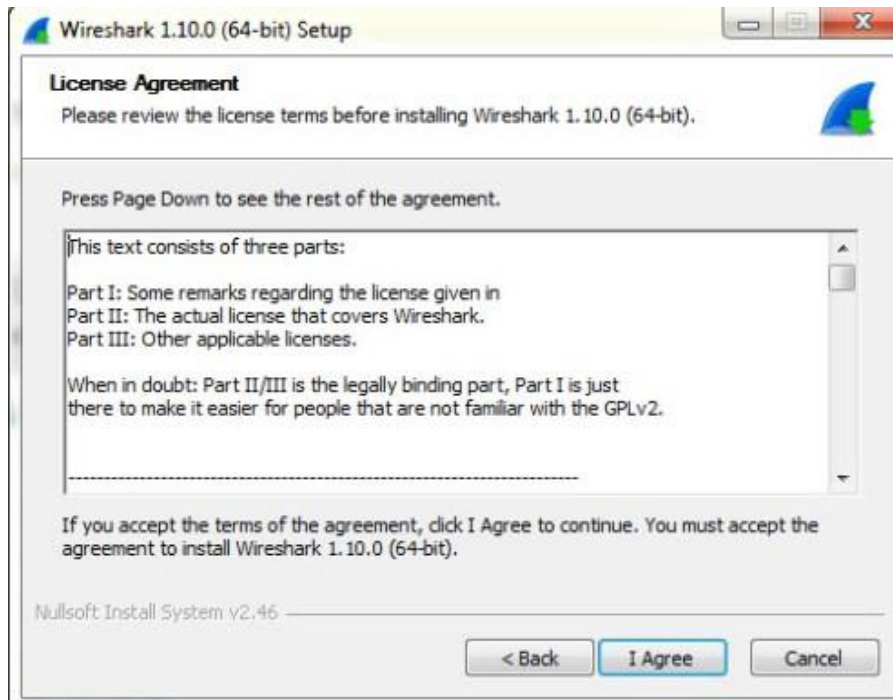 Wireshark 1.10.0 (64-bit) Setup
License Agreement
Please review the license terms before installing Wireshark 1.10.0 (64-bit).
Press Page Down to see the rest of the agreement.
This text consists of three parts:
Part I: Some remarks regarding the license given in
Part II: The actual license that covers Wireshark.
Part III: Other applicable licenses.
When in doubt: Part II/III is the legally binding part, Part I is just
there to make it easier for people that are not familiar with the GPLv2.
------------------------------------------------------------------------
If you accept the terms of the agreement, click I Agree to continue. You must accept the
agreement to install Wireshark 1.10.0 (64-bit).
Nullsoft Install System v2.46
< Back I Agree Cancel